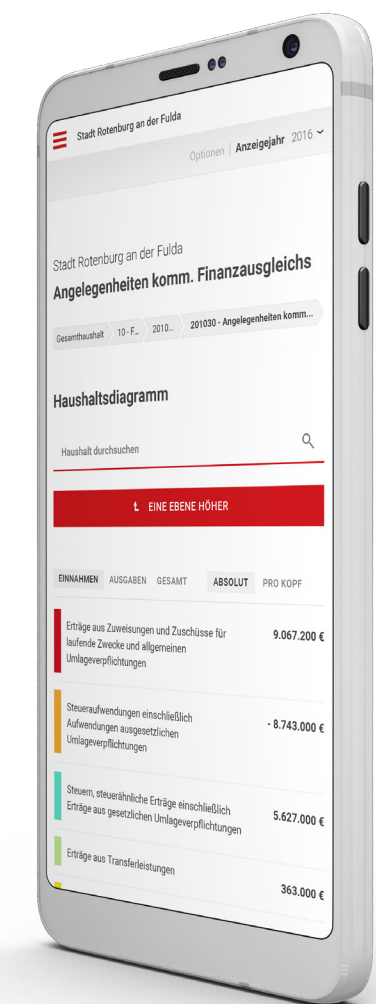 Stadt Rotenburg an der Fulda
Optionen | Anzeigejahr 2016
Stadt Rotenburg an der Fulda
Angelegenheiten komm. Finanzausgleichs
Gesamthaushalt 10 - F... 2010... 201030 - Angelegenheiten komm...
Haushaltsdiagramm
Haushalt durchsuchen
EINE EBENE HÖHER
EINNAHMEN AUSGABEN GESAMT ABSOLUT PRO KOPF
Erträge aus Zuweisungen und Zuschüsse für 9.067.200 €
laufende Zwecke und allgemeinen
Umlageverpflichtungen
Steueraufwendungen einschließlich - 8.743.000 €
Aufwendungen ausgesetzlichen
Umlageverpflichtungen
Steuern, steuerähnliche Erträge einschließlich 5.627.000 €
Erträge aus gesetzlichen Umlageverpflichtungen
Erträge aus Transferleistungen 363.000 €